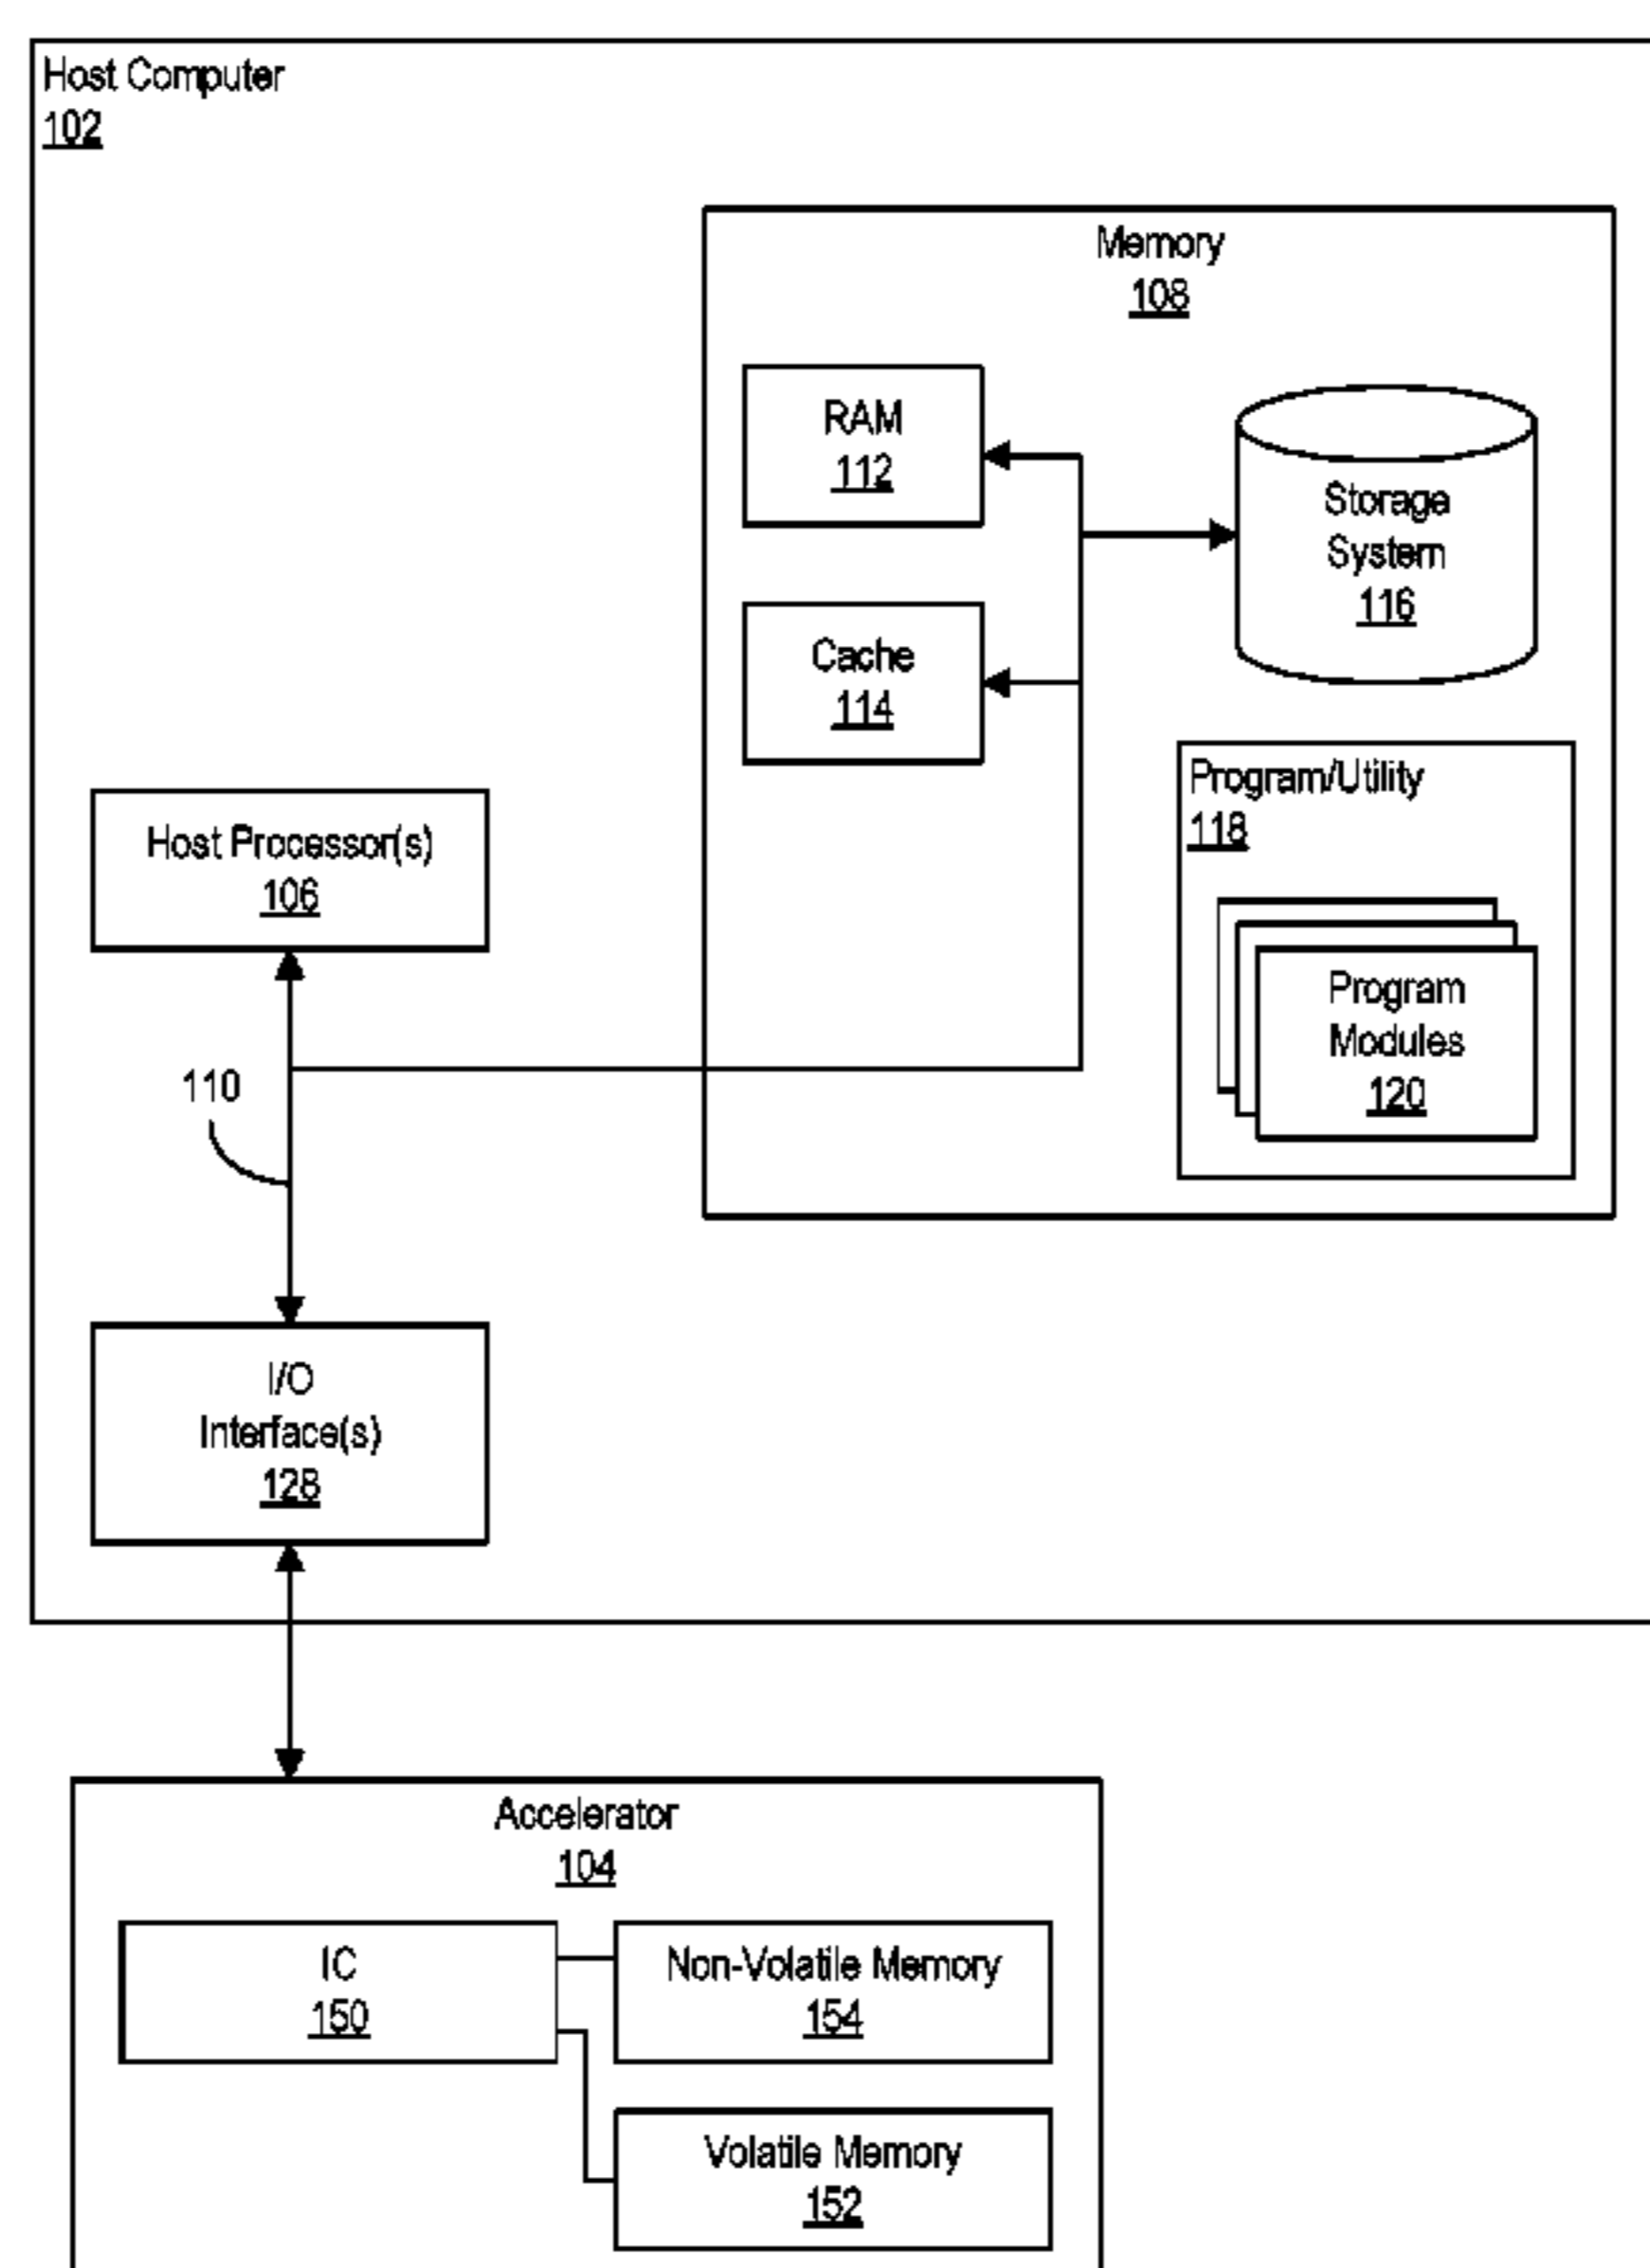 Host Computer
102
Memory
108
RAM
112
Storage
System
116
Cache
114
Program/Utility
118
Host Processor(s)
106
Program
Modules
120
110
I/O
Interface(s)
128
Accelerator
104
IC
150
Non-Volatile Memory
154
Volatile Memory
152